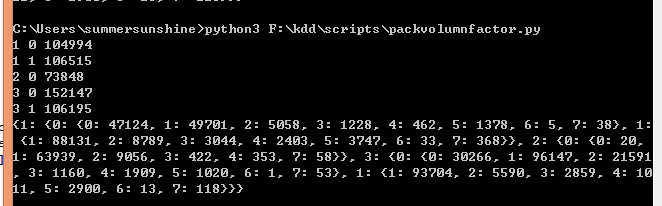 C:\Users\summersunshine>python3 F:\kdd\scripts\packvolumnfactor.py
1 0 104994
1 1 106515
2 0 73848
3 0 152147
3 1 106195
{1: {0: {0: 47124, 1: 49701, 2: 5058, 3: 1228, 4: 462, 5: 1378, 6: 5, 7: 38}, 1:
 {1: 88131, 2: 8789, 3: 3044, 4: 2403, 5: 3747, 6: 33, 7: 368}}, 2: {0: {0: 20,
1: 63939, 2: 9056, 3: 422, 4: 353, 7: 58}}, 3: {0: {0: 30266, 1: 96147, 2: 21591
, 3: 1160, 4: 1909, 5: 1020, 6: 1, 7: 53}, 1: {1: 93704, 2: 5590, 3: 2859, 4: 10
11, 5: 2900, 6: 13, 7: 118}}}